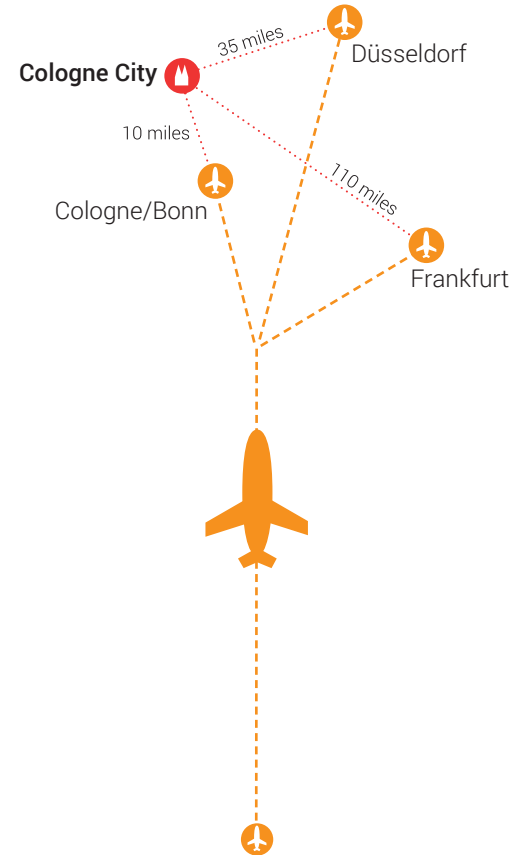 35 miles
Düsseldorf
Cologne City
10 miles
110 miles
Cologne/Bonn
Frankfurt